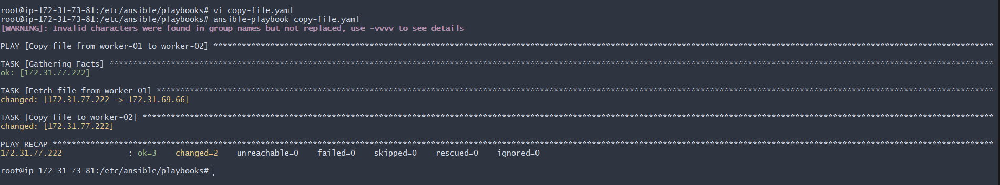 root@ip-172-31-73-81:/etc/ansible/playbooks# vi copy-file.yaml
root@ip-172-31-73-81:/etc/ansible/playbooks# ansible-playbook copy-file.yaml
[WARNING]: Invalid characters were found in group names but not replaced, use -vvvv to see details
PLAY [Copy file from worker-01 to worker-02] *********************************************************************************************************************************************************************
TASK [Gathering Facts] *******************************************************************************************************************************************************************************************
ok: [172.31.77.222]
TASK [Fetch file from worker-01] *********************************************************************************************************************************************************************************
changed: [172.31.77.222 -> 172.31.69.66]
TASK [Copy file to worker-02] ************************************************************************************************************************************************************************************
changed: [172.31.77.222]
PLAY RECAP *******************************************************************************************************************************************************************************************************
172.31.77.222              : ok=3    changed=2    unreachable=0    failed=0    skipped=0    rescued=0    ignored=0
root@ip-172-31-73-81:/etc/ansible/playbooks#